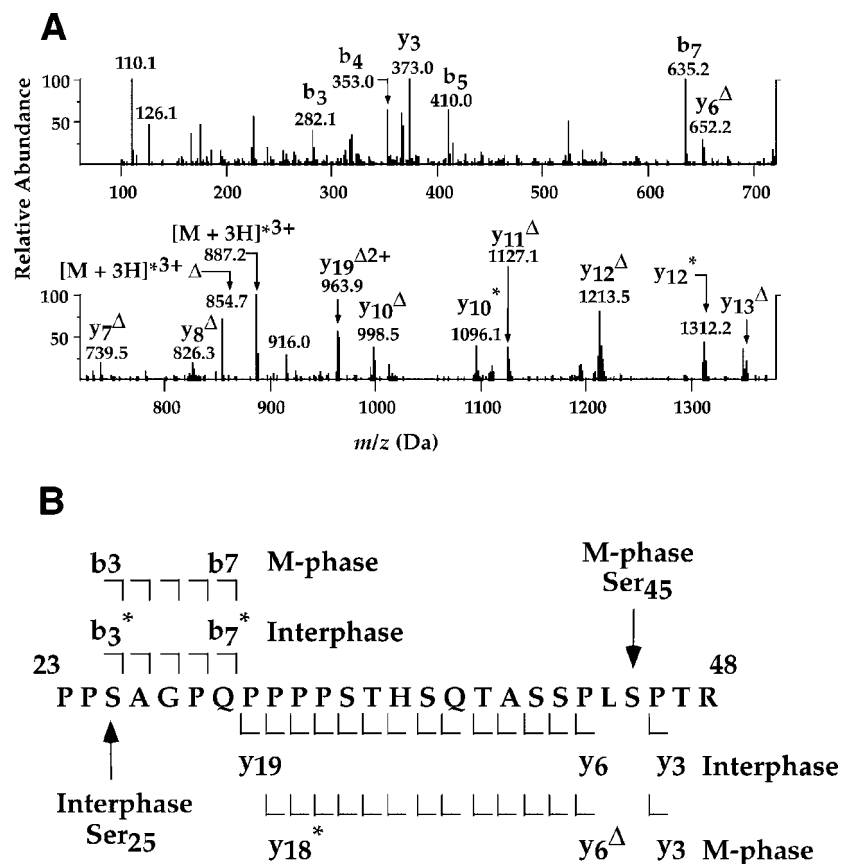 A
Relative Abundance
100
50
110.1
126.1
b3
282.1
b4
353.0
y3
373.0
b5
410.0
b7
635.2
y6Δ
652.2
100 200 300 400 500 600 700
[M + 3H]*3+
887.2
[M + 3H]*3+ Δ
854.7
100
50
y7Δ
739.5
y8Δ
826.3
916.0
y19Δ2+
963.9
y10Δ
998.5
y10*
1096.1
y11Δ
1127.1
y12Δ
1213.5
y12*
1312.2
y13Δ
800 900 1000 1100 1200 1300
m/z (Da)
B
b3 b7 M-phase
b3* b7* Interphase
M-phase
Ser45
23 48
P P S A G P Q P P P P S T H S Q T A S S P L S P T R
y19 y6 y3 Interphase
Interphase
Ser25
y18* y6Δ y3 M-phase